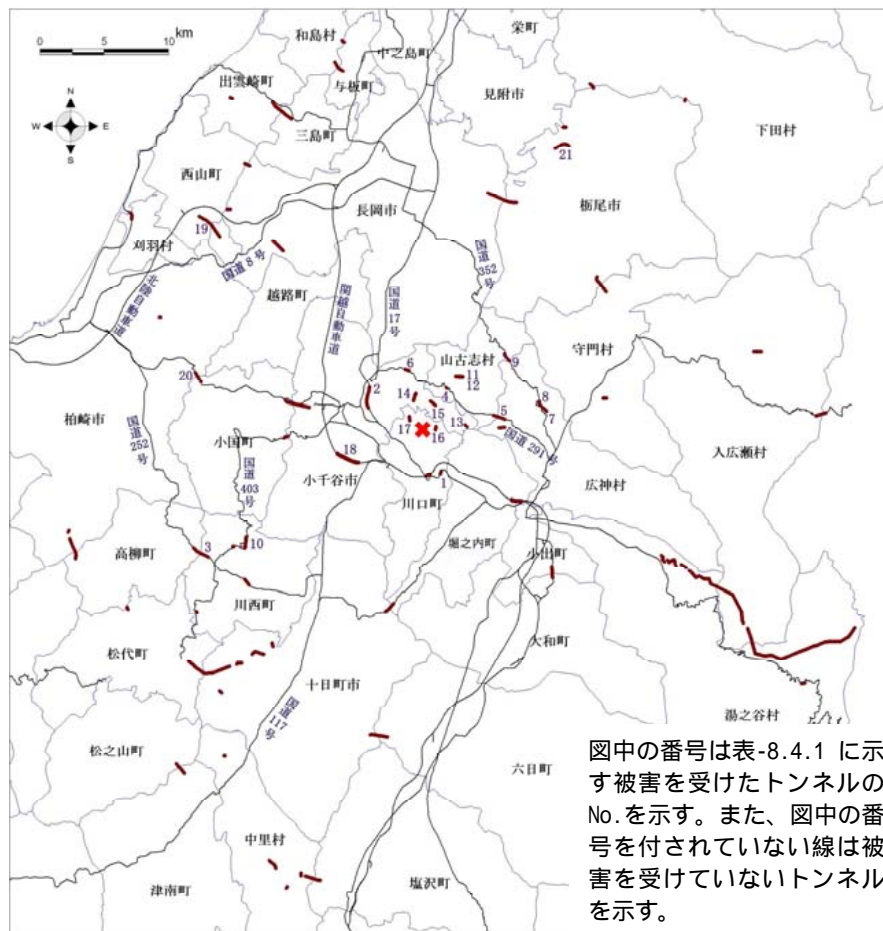 km
0
5
10
N
W
E
S
和島村
中之島町
栄町
出雲崎町
与板町
見附市
三島町
下田村
西山町
21
栃尾市
長岡市
19
刈羽村
国道8号
国道352号
越路町
北陸自動車道
関越自動車道
国道17号
山古志村
守門村
6
9
11
12
20
2
14
4
8
7
15
13
5
柏崎市
小国町
17
16
国道291号
国道252号
18
国道403号
小千谷市
1
入広瀬村
川口町
広神村
高柳町
3
10
堀之内町
小出町
川西町
松代町
大和町
十日町市
国道117号
湯之谷村
松之山町
六日町
中里村
津南町
塩沢町
図中の番号は表-8.4.1 に示
す被害を受けたトンネルの
No.を示す。また、図中の番
号を付されていない線は被
害を受けていないトンネル
を示す。